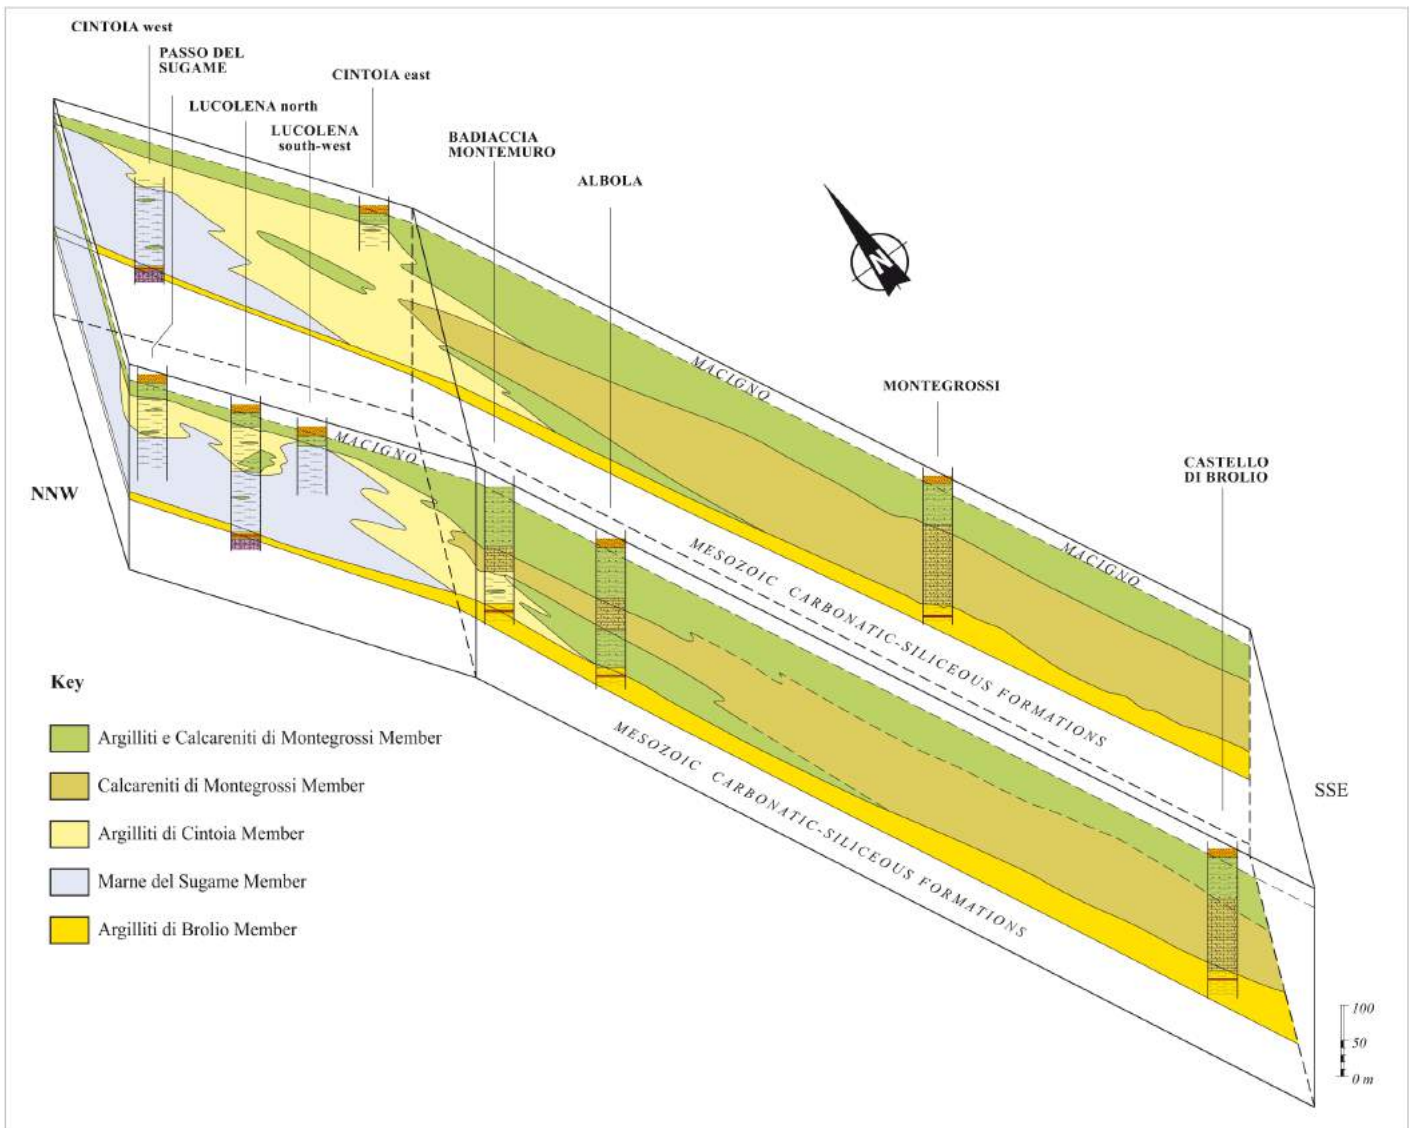 CINTOIA west
PASSO DEL
SUGAME
CINTOIA east
LUCOLENA north
LUCOLENA
south-west
BADIACCIA
MONTEMURO
ALBOLA
N
MACIGNO
MONTEGROSSI
MACIGNO
CASTELLO
DI BROLIO
NNW
MACIGNO
MESOZOIC CARBONATIC-SILICEOUS FORMATIONS
MESOZOIC CARBONATIC-SILICEOUS FORMATIONS
SSE
Key
Argilliti e Calcareniti di Montegrossi Member
Calcareniti di Montegrossi Member
Argilliti di Cintoia Member
Marne del Sugame Member
Argilliti di Brolio Member
100
50
0 m